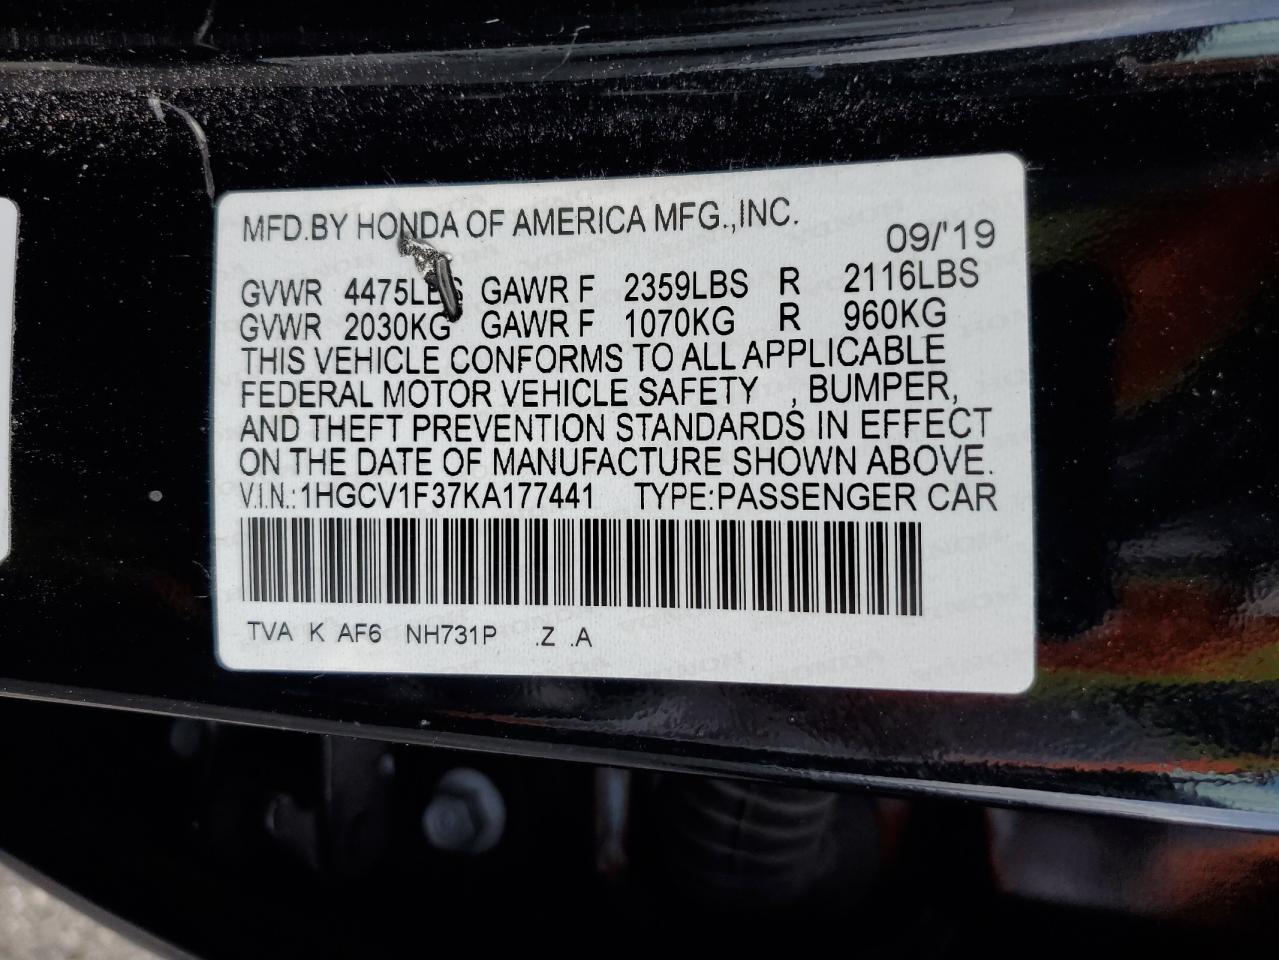 MFD.BY HONDA OF AMERICA MFG.,INC.
09/'19
GVWR 4475LBS GAWR F 2359LBS R 2116LBS
GVWR 2030KG GAWR F 1070KG R 960KG
THIS VEHICLE CONFORMS TO ALL APPLICABLE
FEDERAL MOTOR VEHICLE SAFETY , BUMPER,
AND THEFT PREVENTION STANDARDS IN EFFECT
ON THE DATE OF MANUFACTURE SHOWN ABOVE.
V.I.N.:1HGCV1F37KA177441 TYPE:PASSENGER CAR
TVA K AF6 NH731P .Z .A